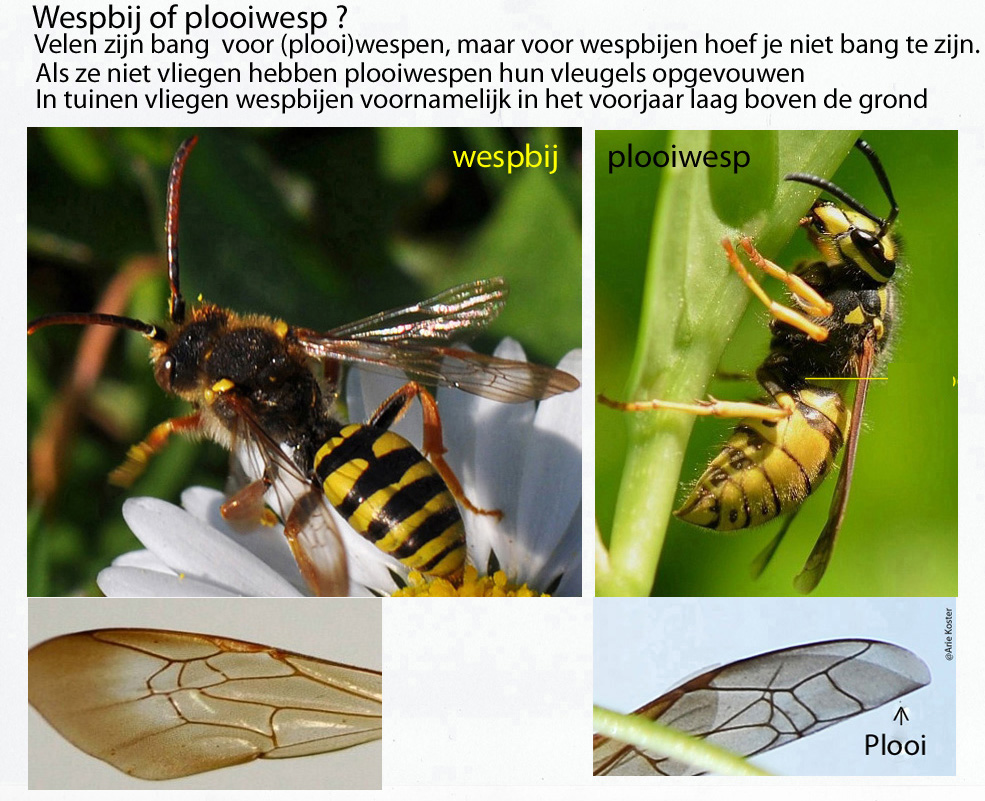 Wespbij of plooiwesp ?
Velen zijn bang voor (plooi)wespen, maar voor wespbijen hoef je niet bang te zijn.
Als ze niet vliegen hebben plooiwespen hun vleugels opgevouwen
In tuinen vliegen wespbijen voornamelijk in het voorjaar laag boven de grond
wespbij
plooiwesp
@Arie Koster
Plooi